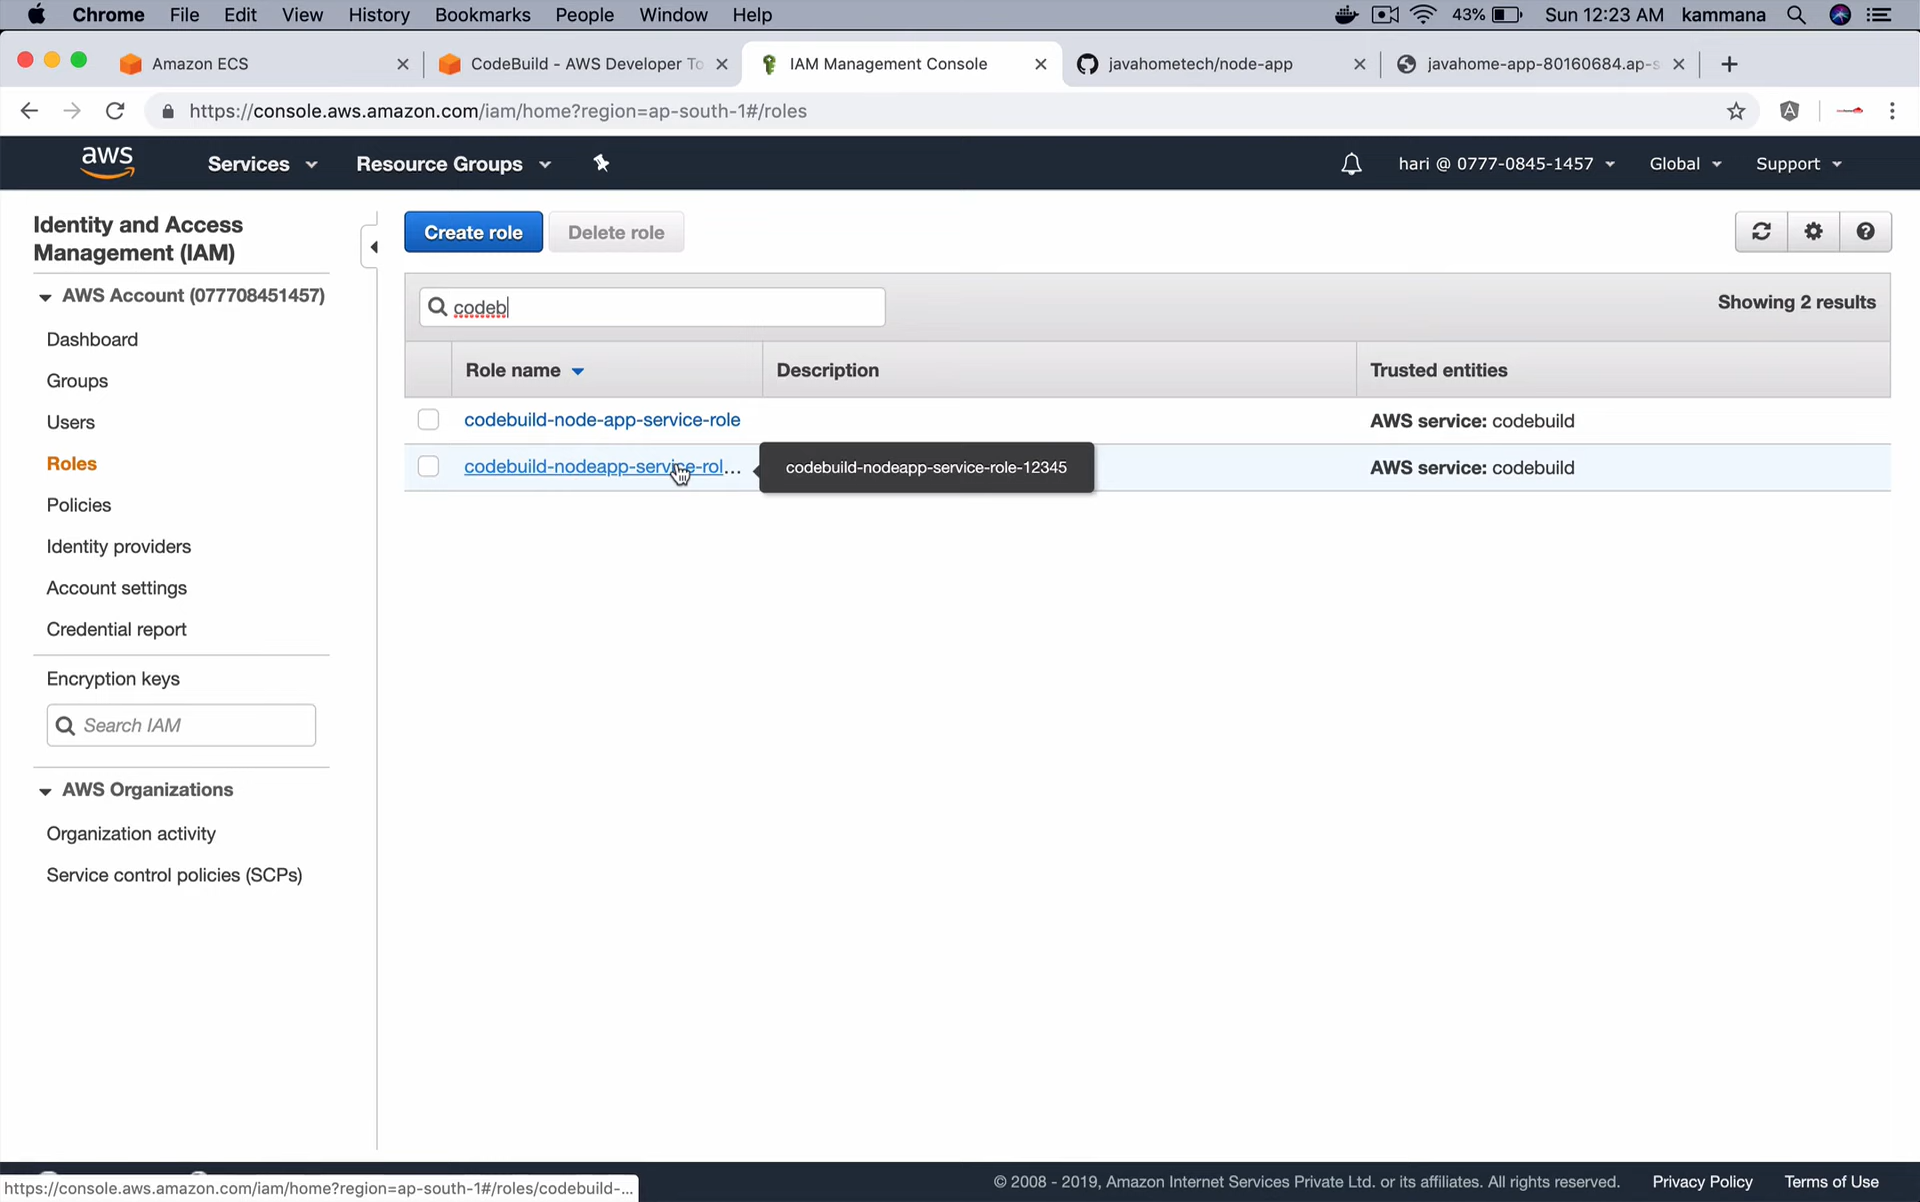 Chrome File Edit View History Bookmarks People Window Help 43% Sun 12:23 AM kammana
Amazon ECS CodeBuild - AWS Developer To IAM Management Console javahometech/node-app javahome-app-80160684.ap-s
https://console.aws.amazon.com/iam/home?region=ap-south-1#/roles
aws Services Resource Groups hari @ 0777-0845-1457 Global Support
Identity and Access
Management (IAM)
AWS Account (077708451457)
Dashboard
Groups
Users
Roles
Policies
Identity providers
Account settings
Credential report
Encryption keys
Search IAM
AWS Organizations
Organization activity
Service control policies (SCPs)
Create role Delete role
codeb Showing 2 results
Role name Description Trusted entities
codebuild-node-app-service-role AWS service: codebuild
codebuild-nodeapp-service-rol... codebuild-nodeapp-service-role-12345 AWS service: codebuild
https://console.aws.amazon.com/iam/home?region=ap-south-1#/roles/codebuild-...
© 2008 - 2019, Amazon Internet Services Private Ltd. or its affiliates. All rights reserved. Privacy Policy Terms of Use